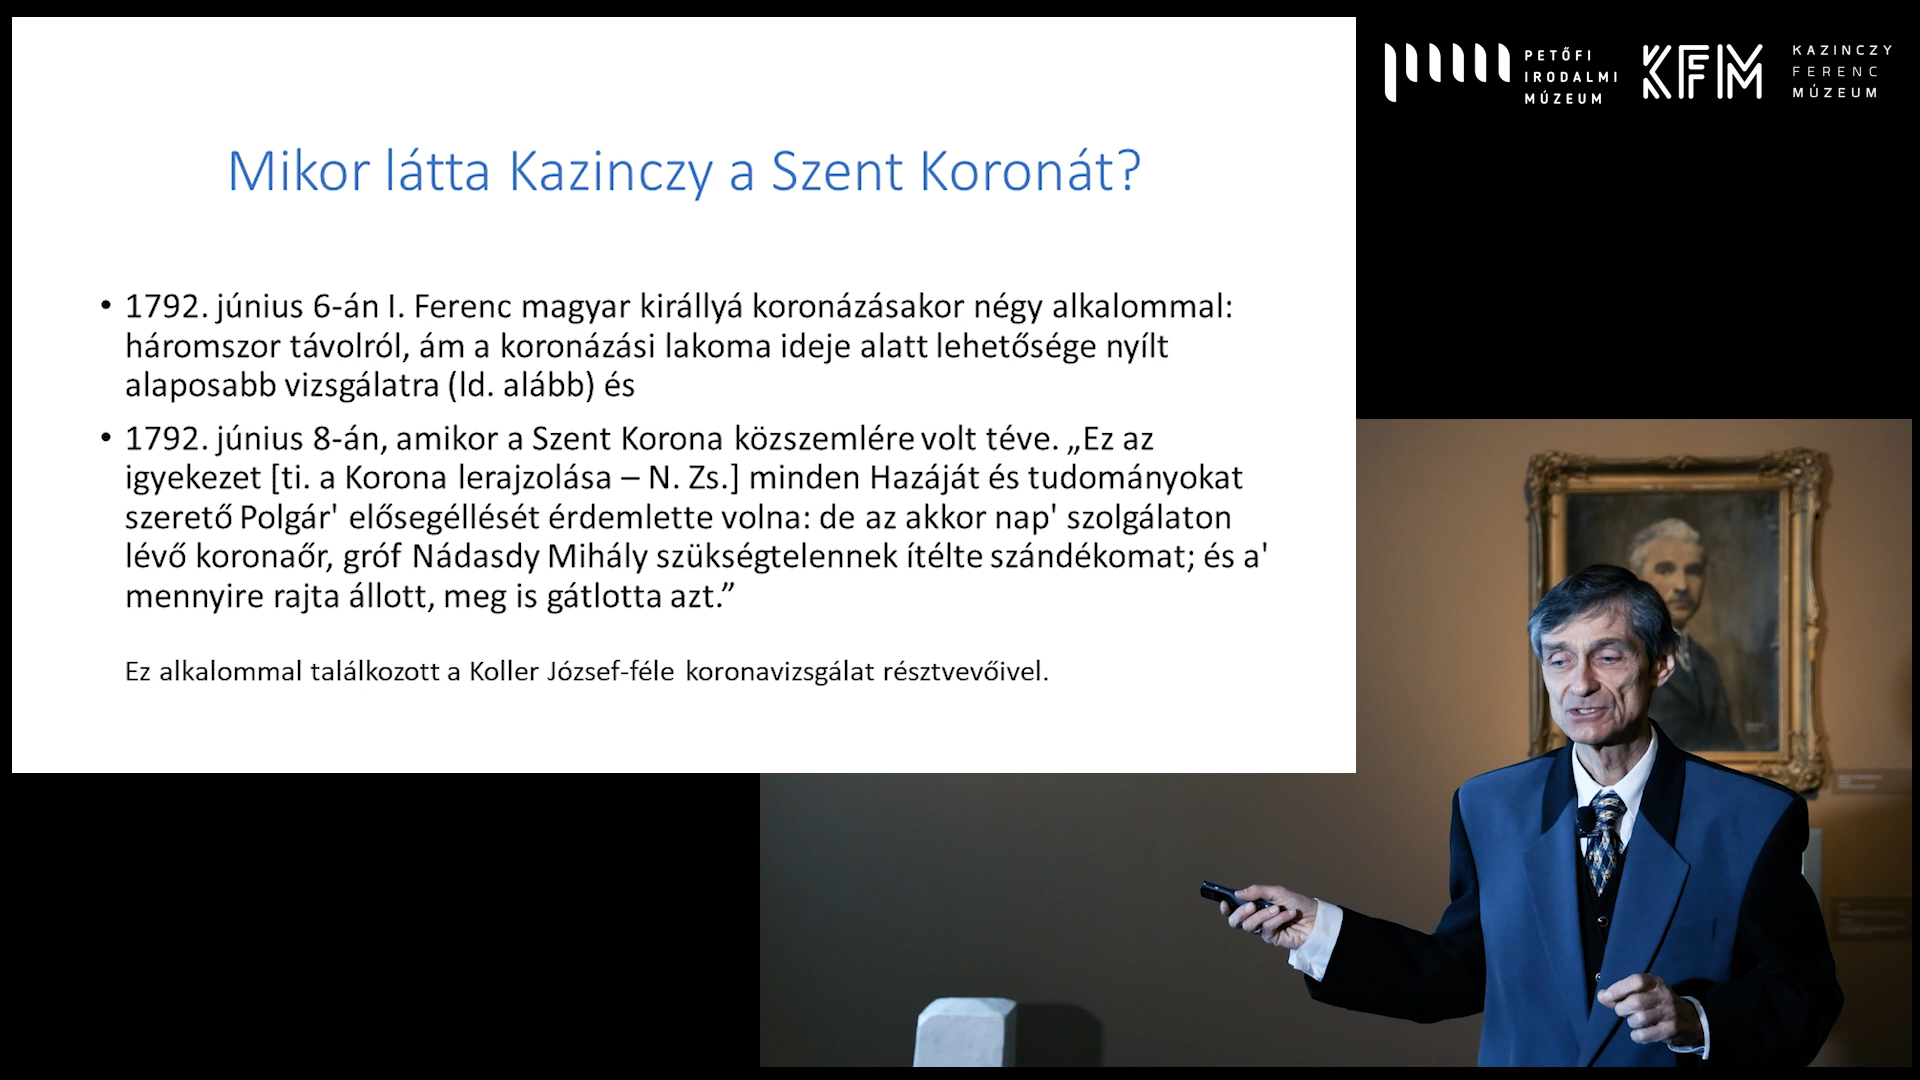 Mikor látta Kazinczy a Szent Koronát?
• 1792. június 6-án I. Ferenc magyar királlyá koronázásakor négy alkalommal:
háromszor távolról, ám a koronázási lakoma ideje alatt lehetősége nyílt
alaposabb vizsgálatra (ld. alább) és
• 1792. június 8-án, amikor a Szent Korona közszemlére volt téve. „Ez az
igyekezet [ti. a Korona lerajzolása – N. Zs.] minden Hazáját és tudományokat
szerető Polgár' elősegéllését érdemlette volna: de az akkor nap' szolgálaton
lévő koronaőr, gróf Nádasdy Mihály szükségtelennek ítélte szándékomat; és a'
mennyire rajta állott, meg is gátlotta azt.”
Ez alkalommal találkozott a Koller József-féle koronavizsgálat résztvevőivel.
PETŐFI
IRODALMI
MÚZEUM
KFM
KAZINCZY
FERENC
MÚZEUM